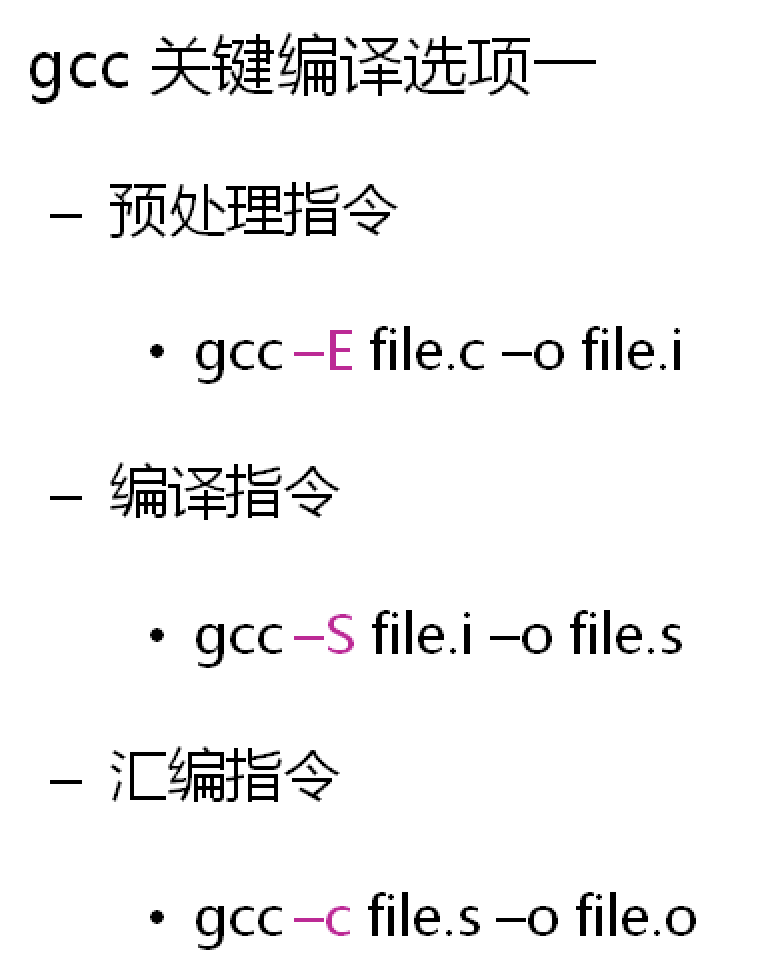 gcc 关键编译选项一
– 预处理指令
• gcc –E file.c –o file.i
– 编译指令
• gcc –S file.i –o file.s
– 汇编指令
• gcc –c file.s –o file.o